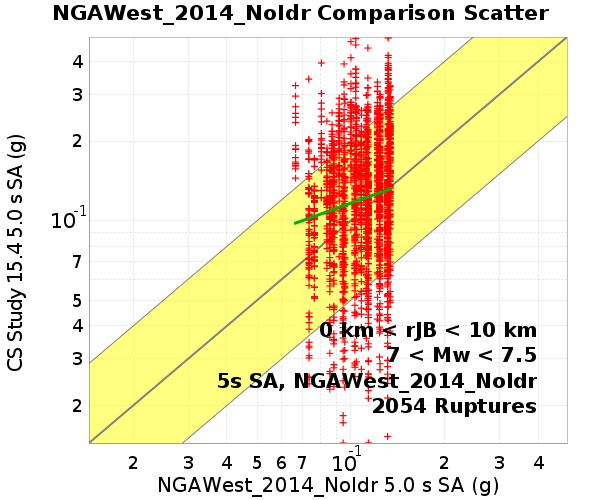 NGAWest_2014_NoIdr Comparison Scatter
CS Study 15.4 5.0 s SA (g)
4
3
2
10-1
7
5
4
3
2
0 km < rJB < 10 km
7 < Mw < 7.5
5s SA, NGAWest_2014_NoIdr
2054 Ruptures
2 3 4 5 6 7 10-1 2 3 4
NGAWest_2014_NoIdr 5.0 s SA (g)